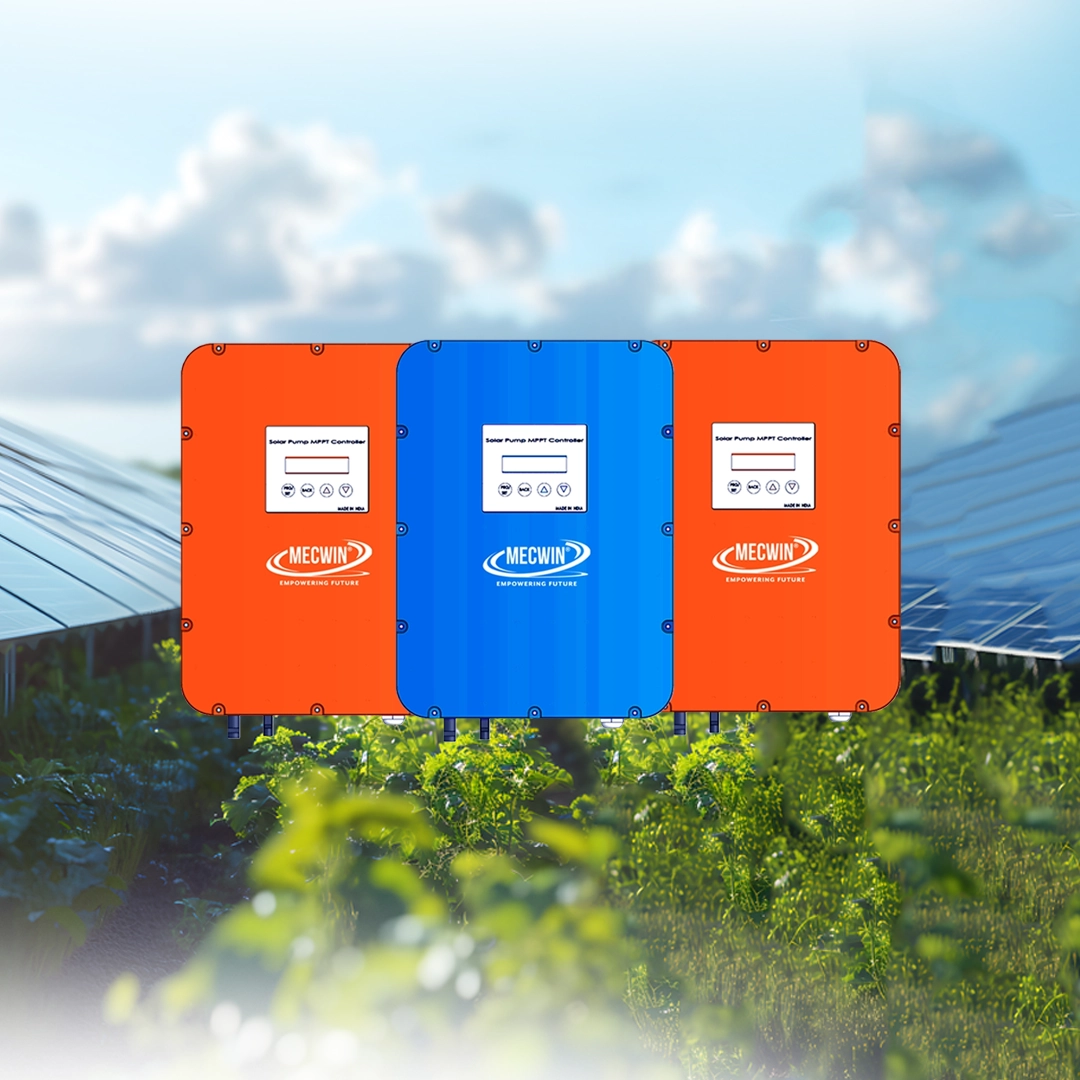 Solar Pump MPPT Controller
PRG/
SET
BACK
MADE IN INDIA
MECWIN®
EMPOWERING FUTURE
Solar Pump MPPT Controller
PRG/
SET
BACK
MADE IN INDIA
MECWIN®
EMPOWERING FUTURE
Solar Pump MPPT Controller
PRG/
SET
BACK
MADE IN INDIA
MECWIN®
EMPOWERING FUTURE